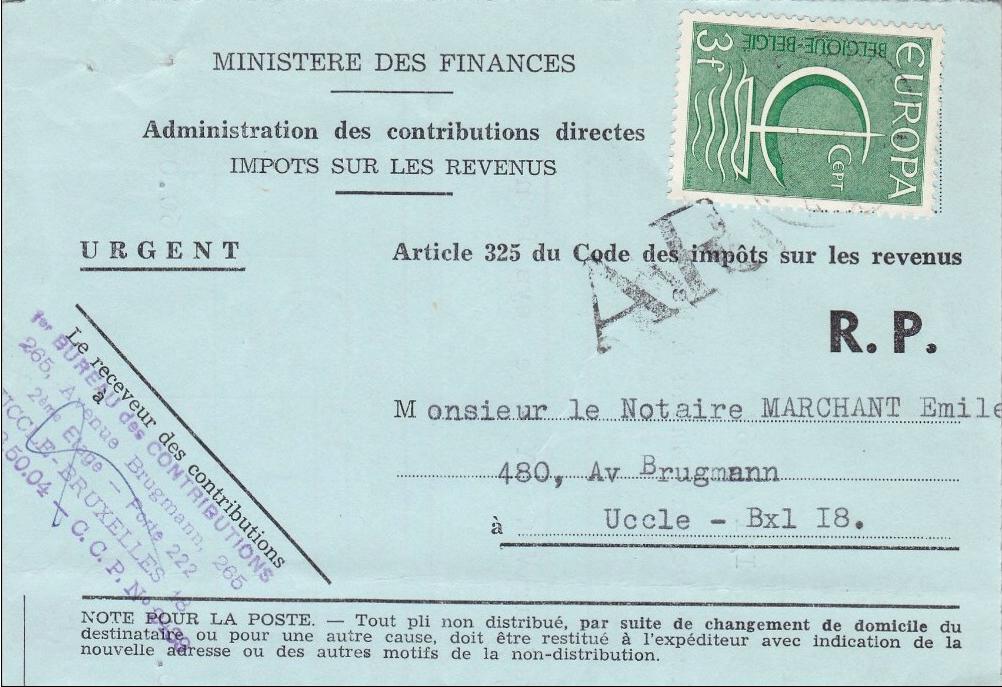 MINISTERE DES FINANCES
Administration des contributions directes
IMPOTS SUR LES REVENUS
EUROPA
CEPT
BELGIQUE-BELGIË
3f
URGENT
Article 325 du Code des impôts sur les revenus
AR
R. P.
Le receveur des contributions
à
1er BUREAU des CONTRIBUTIONS
265, Avenue Brugmann, 265
2ème Etage - Porte 222
UCCLE-BRUXELLES 18
50.04 - C. C. P. No
Monsieur le Notaire MARCHANT Emile
480, Av Brugmann
à Uccle - Bxl I8.
NOTE POUR LA POSTE. — Tout pli non distribué, par suite de changement de domicile du
destinataire ou pour une autre cause, doit être restitué à l'expéditeur avec indication de la
nouvelle adresse ou des autres motifs de la non-distribution.